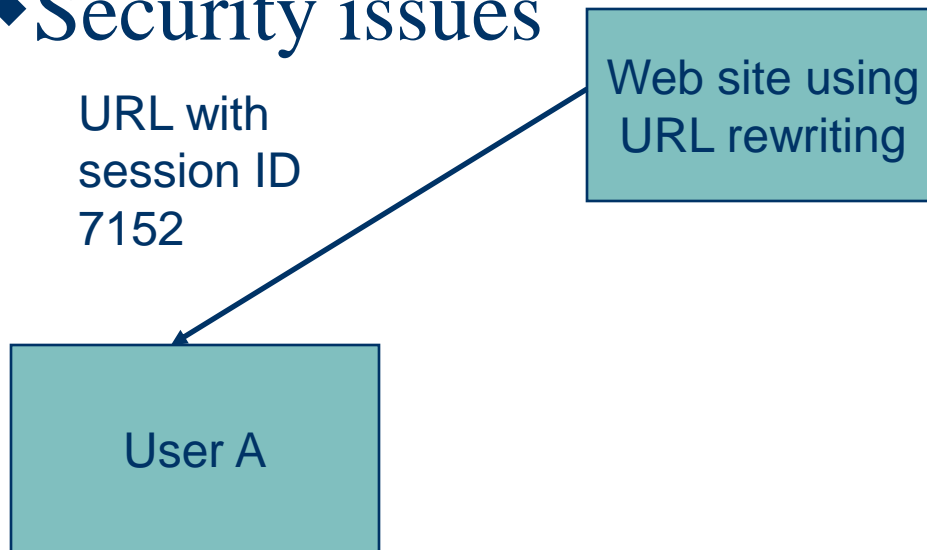 Security issues
URL with
session ID
7152
Web site using
URL rewriting
User A